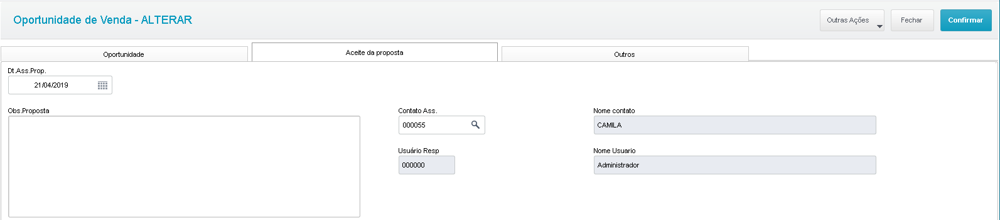 Oportunidade de Venda - ALTERAR
Outras Ações
Fechar
Confirmar
Oportunidade
Aceite da proposta
Outros
Dt.Ass.Prop.
21/04/2019
Obs.Proposta
Contato Ass.
Nome contato
000055
CAMILA
Usuário Resp
Nome Usuario
000000
Administrador